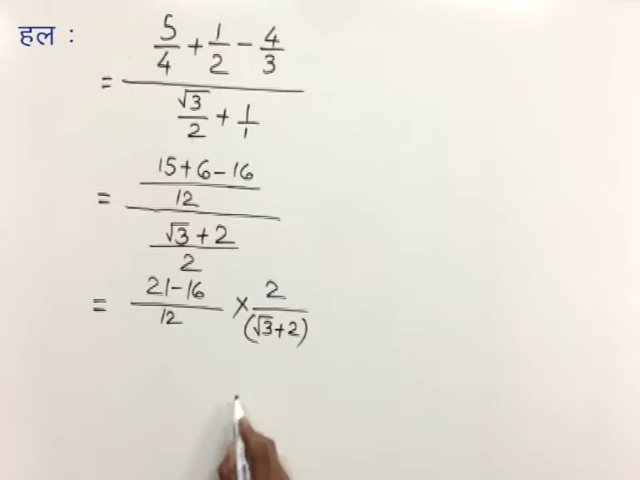 हल :
= (5/4 + 1/2 − 4/3) / (√3/2 + 1/1)
= ((15 + 6 − 16)/12) / ((√3 + 2)/2)
= (21 − 16)/12 × 2/(√3 + 2)